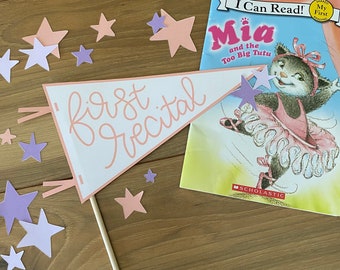 first
recital
I Can Read!
My
First
Mia
and the
Too Big Tutu
SCHOLASTIC